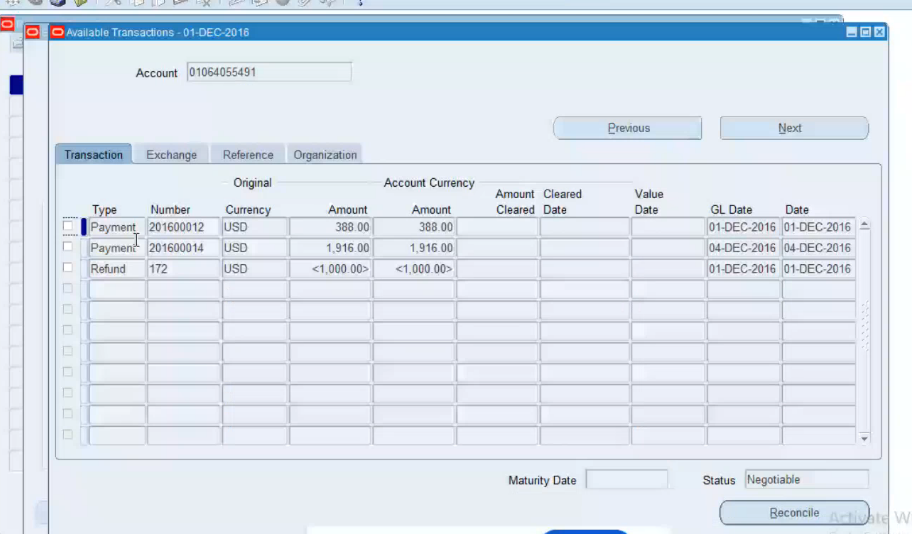 Available Transactions - 01-DEC-2016
Account 01064055491
Previous Next
Transaction Exchange Reference Organization
Original Account Currency
Amount Cleared Value
Type Number Currency Amount Amount Cleared Date Date GL Date Date
Payment 201600012 USD 388.00 388.00 01-DEC-2016 01-DEC-2016
Payment 201600014 USD 1,916.00 1,916.00 04-DEC-2016 04-DEC-2016
Refund 172 USD <1,000.00> <1,000.00> 01-DEC-2016 01-DEC-2016
Maturity Date Status Negotiable
Reconcile
Activate W